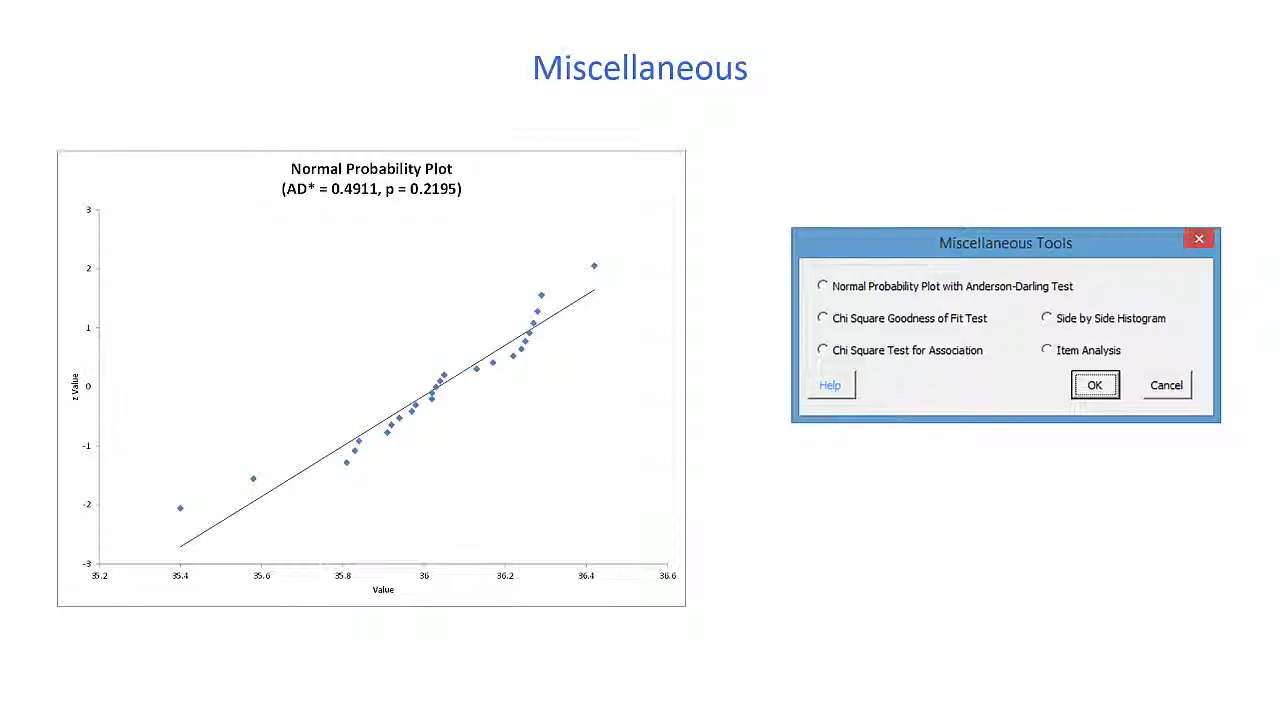 Miscellaneous
Normal Probability Plot
(AD* = 0.4911, p = 0.2195)
3
2
1
0
-1
-2
-3
z Value
35.2 35.4 35.6 35.8 36 36.2 36.4 36.6
Value
Miscellaneous Tools
Normal Probability Plot with Anderson-Darling Test
Chi Square Goodness of Fit Test Side by Side Histogram
Chi Square Test for Association Item Analysis
Help OK Cancel